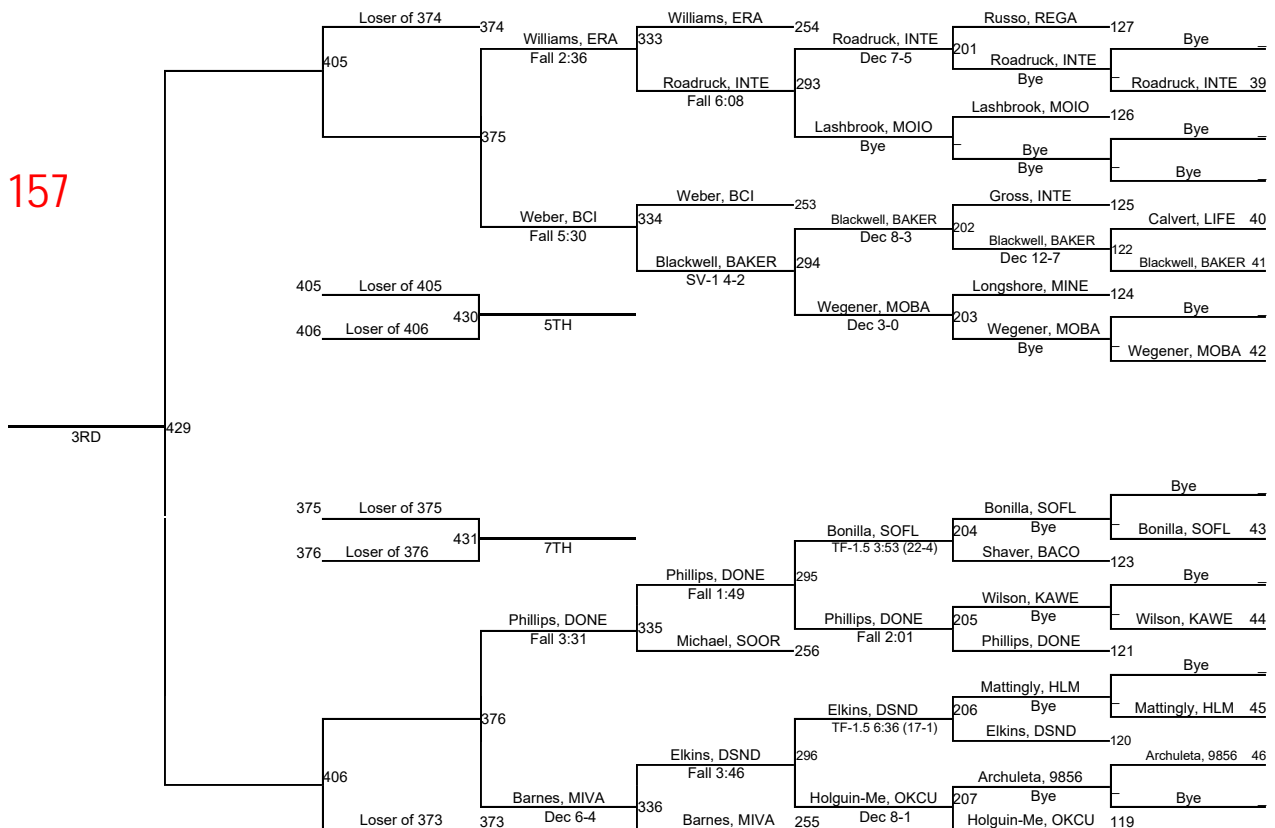 Loser of 374
374
Williams, ERA
254
Russo, REGA
127
Bye
Williams, ERA
333
Roadruck, INTE
201
405
Fall 2:36
Dec 7-5
Roadruck, INTE
Roadruck, INTE
293
Bye
Roadruck, INTE 39
Fall 6:08
Lashbrook, MOIO
126
375
Lashbrook, MOIO
Bye
Bye
Bye
Bye
Bye
157
Weber, BCI
253
Gross, INTE
125
Weber, BCI
334
Blackwell, BAKER
202
Calvert, LIFE 40
Fall 5:30
Dec 8-3
Blackwell, BAKER
122
Blackwell, BAKER
294
Dec 12-7
Blackwell, BAKER 41
SV-1 4-2
405
Loser of 405
Longshore, MINE
124
430
5TH
Wegener, MOBA
203
Bye
406
Loser of 406
Dec 3-0
Wegener, MOBA
Bye
Wegener, MOBA 42
3RD
429
Bye
375
Loser of 375
Bonilla, SOFL
431
7TH
Bonilla, SOFL
204
Bye
Bonilla, SOFL 43
376
Loser of 376
TF-1.5 3:53 (22-4)
Shaver, BACO
123
Phillips, DONE
295
Bye
Fall 1:49
Wilson, KAWE
Phillips, DONE
335
Phillips, DONE
205
Bye
Wilson, KAWE 44
Fall 3:31
Michael, SOOR
256
Fall 2:01
Phillips, DONE
121
Bye
Mattingly, HLM
376
Elkins, DSND
206
Bye
Mattingly, HLM 45
TF-1.5 6:36 (17-1)
Elkins, DSND
120
Elkins, DSND
296
Archuleta, 9856 46
406
Fall 3:46
Archuleta, 9856
Barnes, MIVA
336
Holguin-Me, OKCU
207
Bye
Bye
Loser of 373
373
Dec 6-4
Barnes, MIVA
255
Dec 8-1
Holguin-Me, OKCU
119